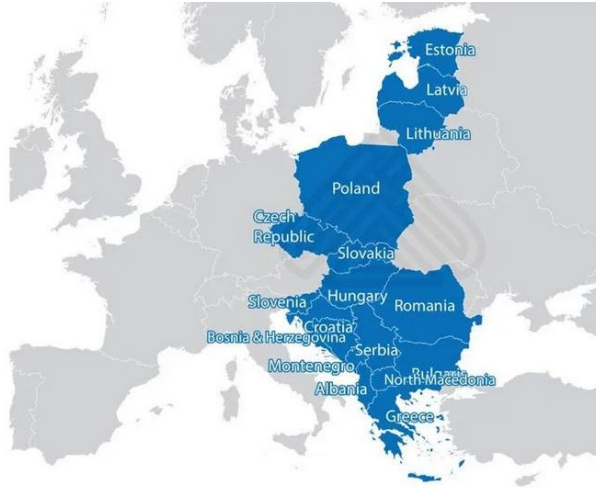 Estonia
Latvia
Lithuania
Poland
Czech
Republic
Slovakia
Hungary
Romania
Slovenia
Croatia
Bosnia & Herzegovina
Serbia
Montenegro
Bulgaria
North Macedonia
Albania
Greece